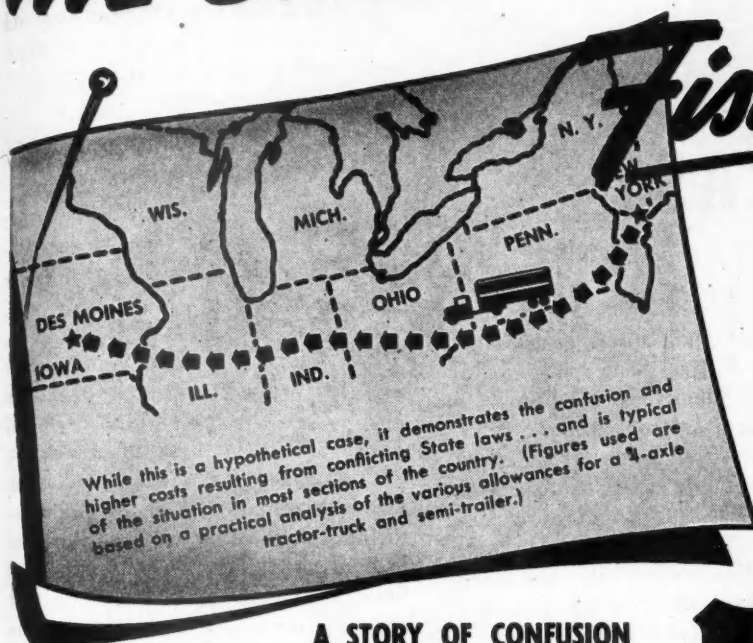 WIS.
MICH.
N. Y.
NEW
YORK
PENN.
OHIO
DES MOINES
IOWA
ILL.
IND.
While this is a hypothetical case, it demonstrates the confusion and
higher costs resulting from conflicting State laws . . . and is typical
of the situation in most sections of the country. (Figures used are
based on a practical analysis of the various allowances for a
tractor-truck and semi-trailer.)
A STORY OF CONFUSION